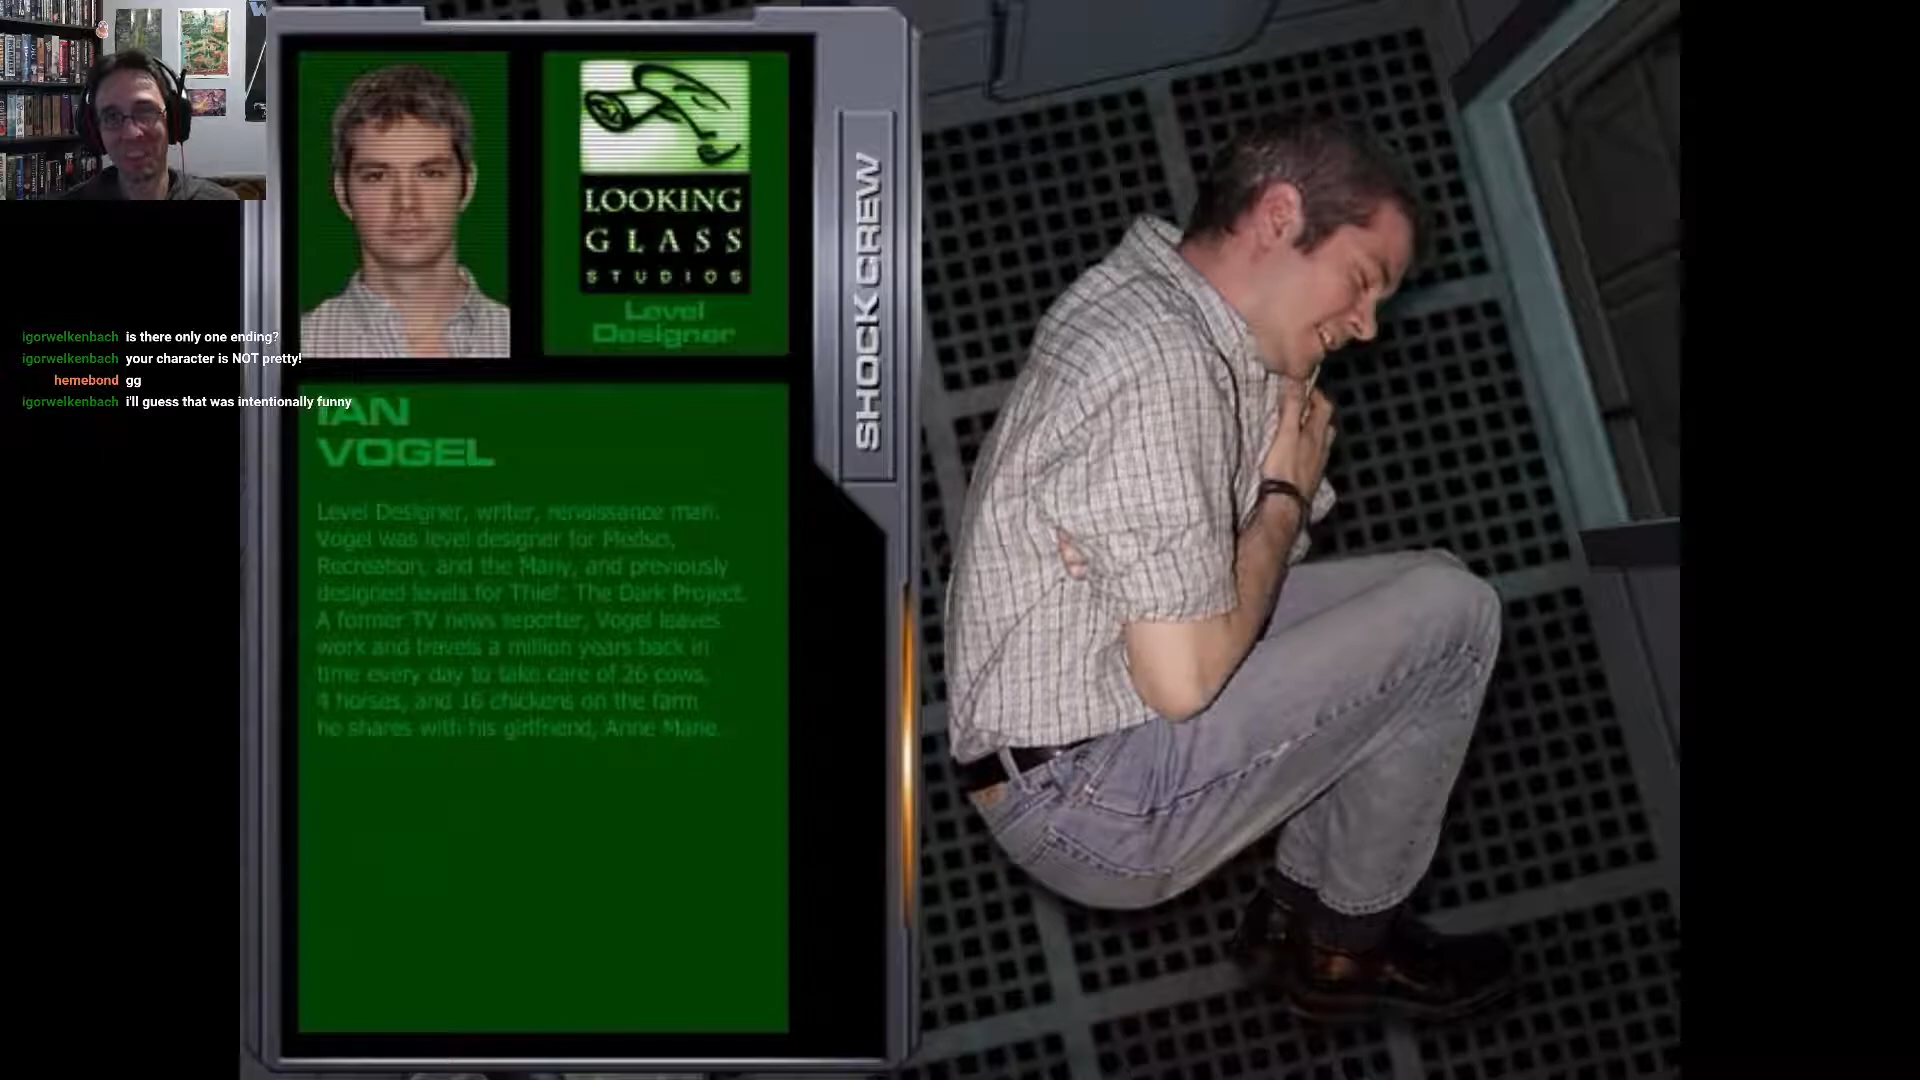 LOOKING
GLASS
STUDIOS
Level
Designer
SHOCK CREW
igorwelkenbach is there only one ending?
igorwelkenbach your character is NOT pretty!
hemebond gg
igorwelkenbach i'll guess that was intentionally funny
IAN
VOGEL
Level Designer, writer, renaissance man.
Vogel was level designer for Medsci,
Recreation, and the Many, and previously
designed levels for Thief: The Dark Project.
A former TV news reporter, Vogel leaves
work and travels a million years back in
time every day to take care of 26 cows,
4 horses, and 16 chickens on the farm
he shares with his girlfriend, Anne Marie.